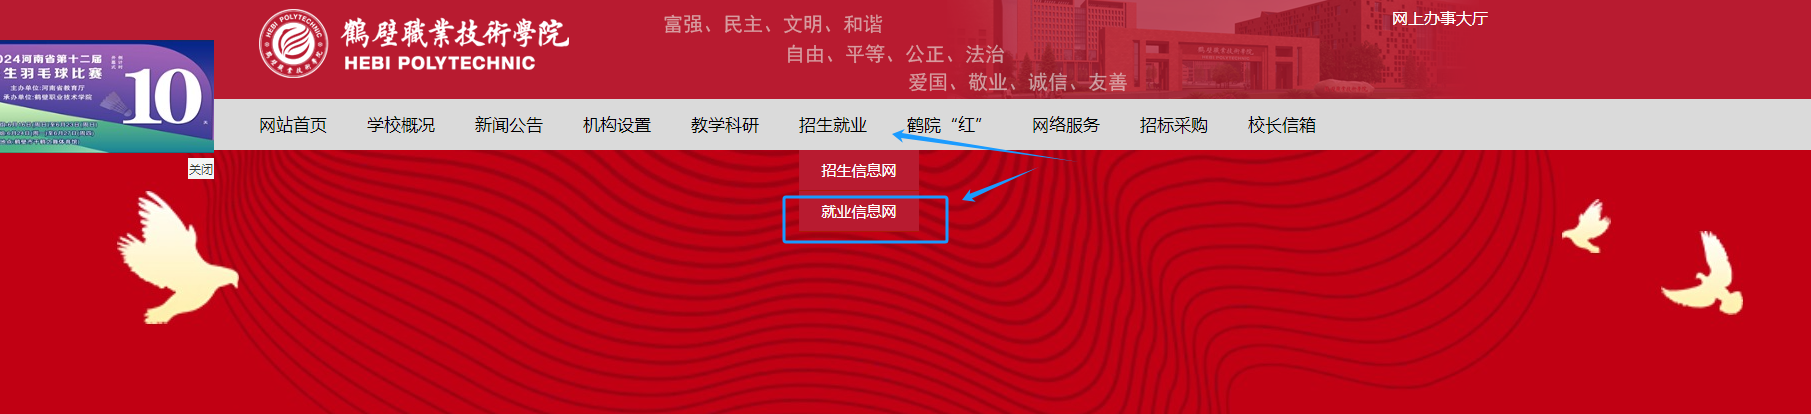 鹤壁職業技術學院
HEBI POLYTECHNIC
富强、民主、文明、和谐
自由、平等、公正、法治
爱国、敬业、诚信、友善
网上办事大厅
024河南省第十二届
生羽毛球比赛
主办单位:河南省教育厅
承办单位:鹤壁职业技术学院
10
天
关闭
网站首页 学校概况 新闻公告 机构设置 教学科研 招生就业 鹤院“红” 网络服务 招标采购 校长信箱
招生信息网
就业信息网